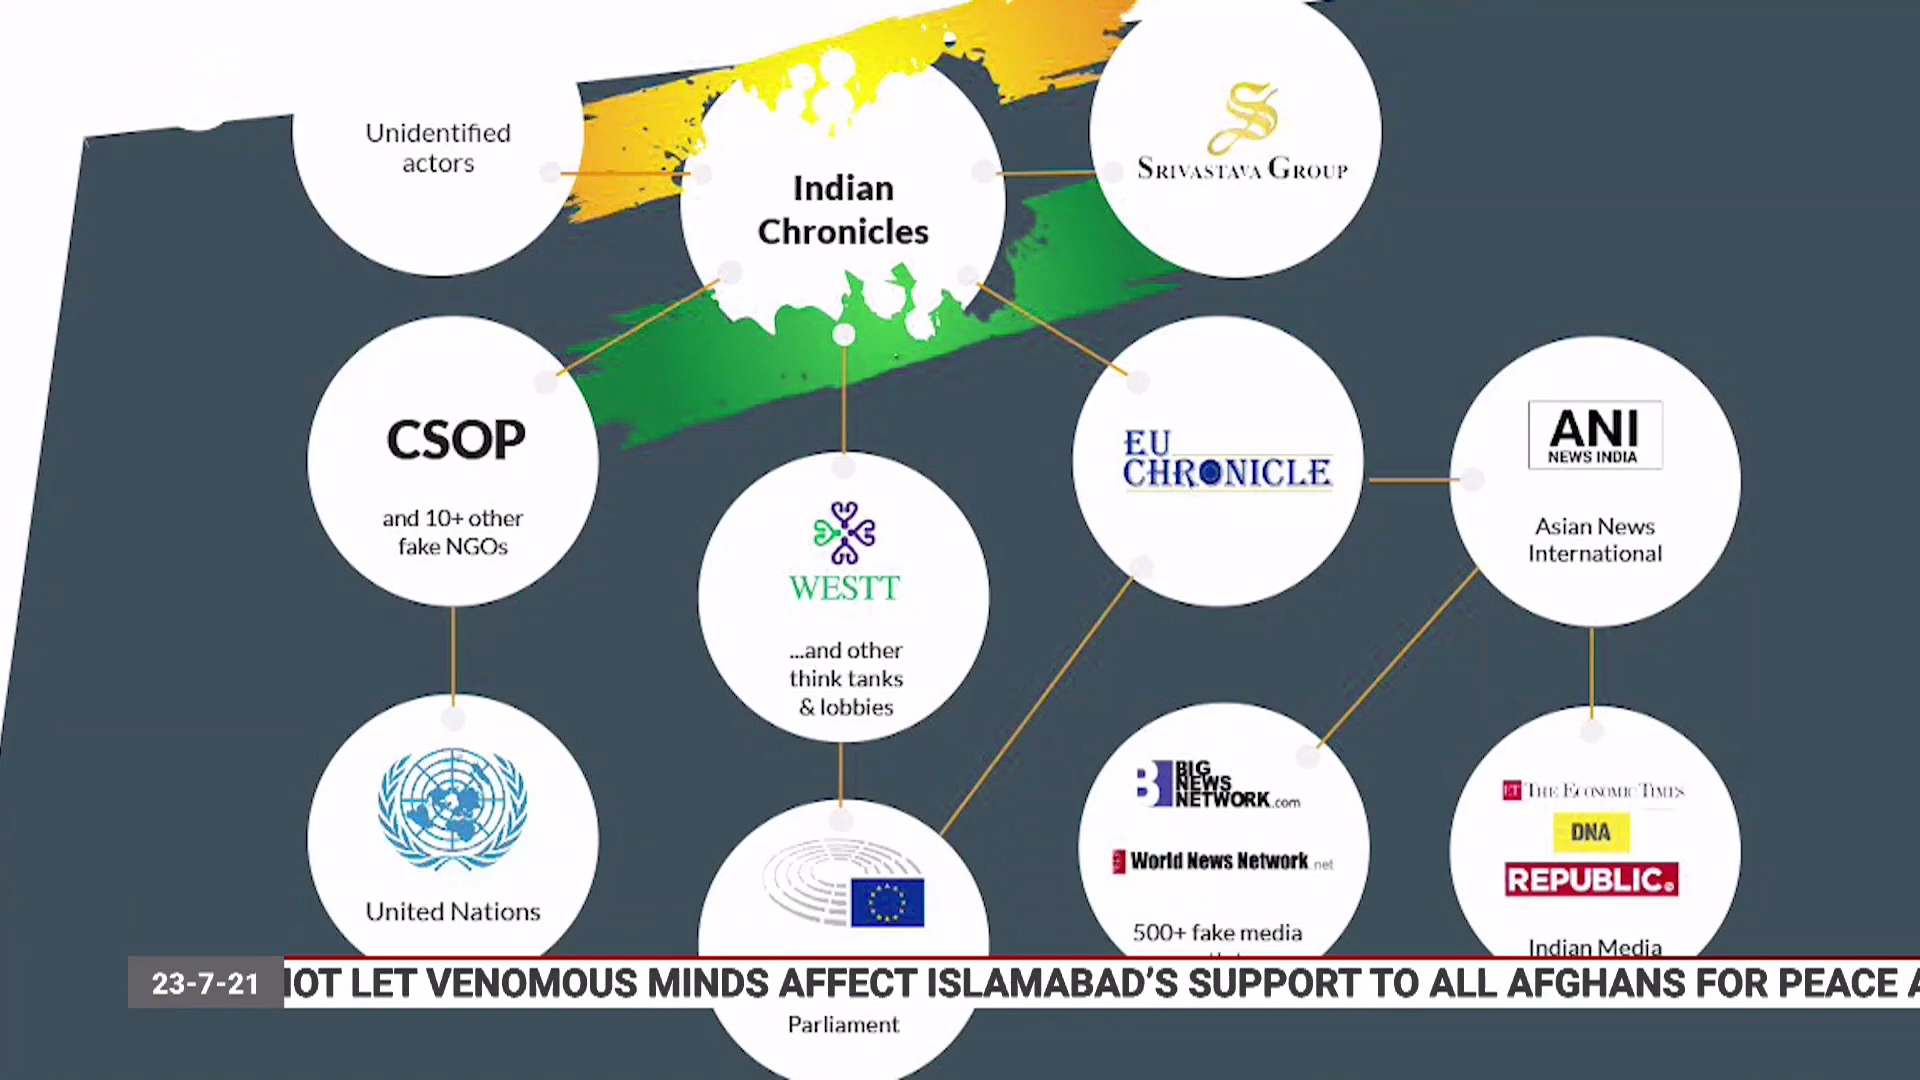 Unidentified
actors
Indian
Chronicles
SRIVASTAVA GROUP
CSOP
and 10+ other
fake NGOs
WESTT
...and other
think tanks
& lobbies
EU
CHRONICLE
ANI
NEWS INDIA
Asian News
International
United Nations
Parliament
B BIG
NEWS
NETWORK.com
World News Network.net
500+ fake media
ET THE ECONOMIC TIMES
DNA
REPUBLIC.
Indian Media
23-7-21
LET VENOMOUS MINDS AFFECT ISLAMABAD'S SUPPORT TO ALL AFGHANS FOR PEACE